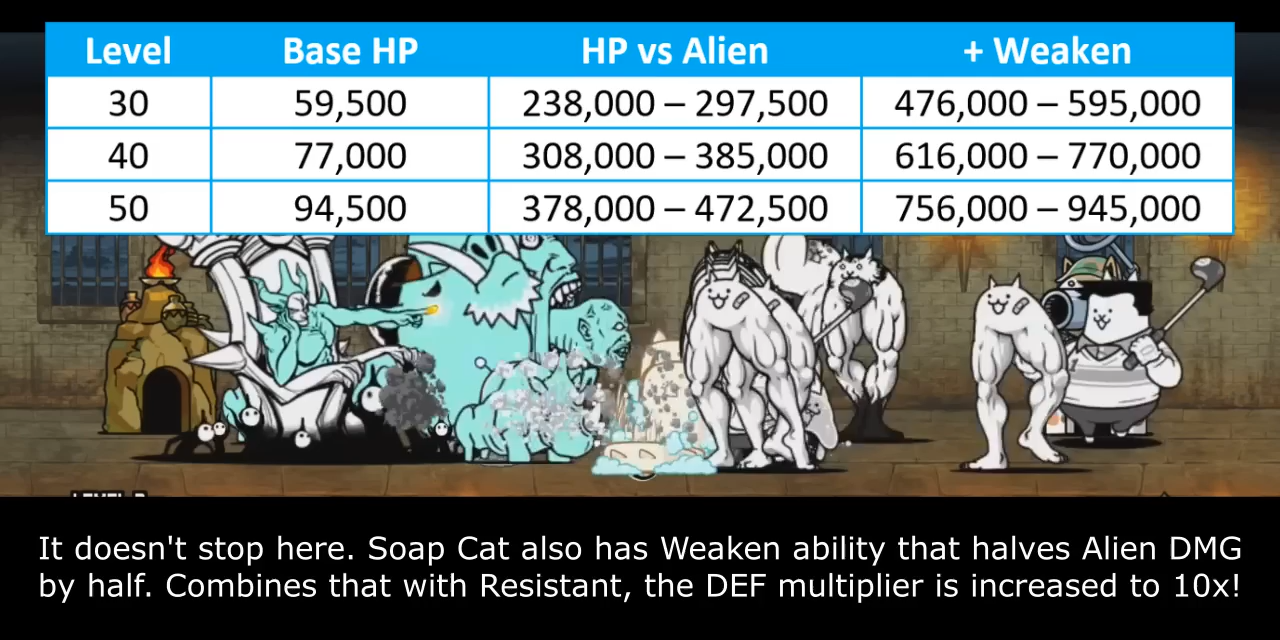 Level Base HP HP vs Alien + Weaken
30 59,500 238,000 – 297,500 476,000 – 595,000
40 77,000 308,000 – 385,000 616,000 – 770,000
50 94,500 378,000 – 472,500 756,000 – 945,000
It doesn't stop here. Soap Cat also has Weaken ability that halves Alien DMG
by half. Combines that with Resistant, the DEF multiplier is increased to 10x!